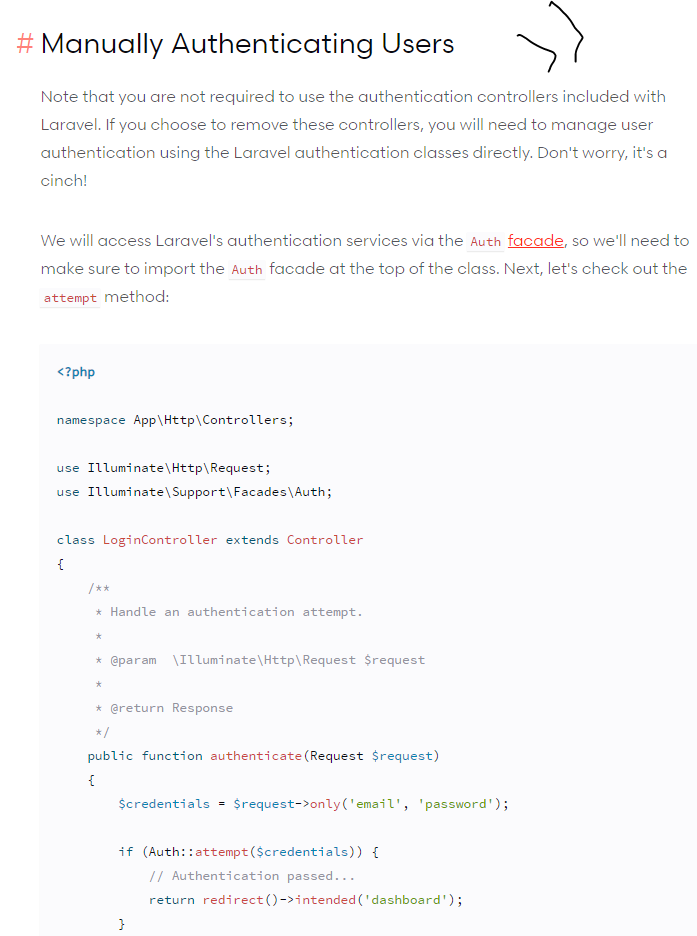 # Manually Authenticating Users
Note that you are not required to use the authentication controllers included with
Laravel. If you choose to remove these controllers, you will need to manage user
authentication using the Laravel authentication classes directly. Don't worry, it's a
cinch!
We will access Laravel's authentication services via the Auth facade, so we'll need to
make sure to import the Auth facade at the top of the class. Next, let's check out the
attempt method:
<?php
namespace App\Http\Controllers;
use Illuminate\Http\Request;
use Illuminate\Support\Facades\Auth;
class LoginController extends Controller
{
/**
* Handle an authentication attempt.
*
* @param  \Illuminate\Http\Request $request
*
* @return Response
*/
public function authenticate(Request $request)
{
$credentials = $request->only('email', 'password');
if (Auth::attempt($credentials)) {
// Authentication passed...
return redirect()->intended('dashboard');
}